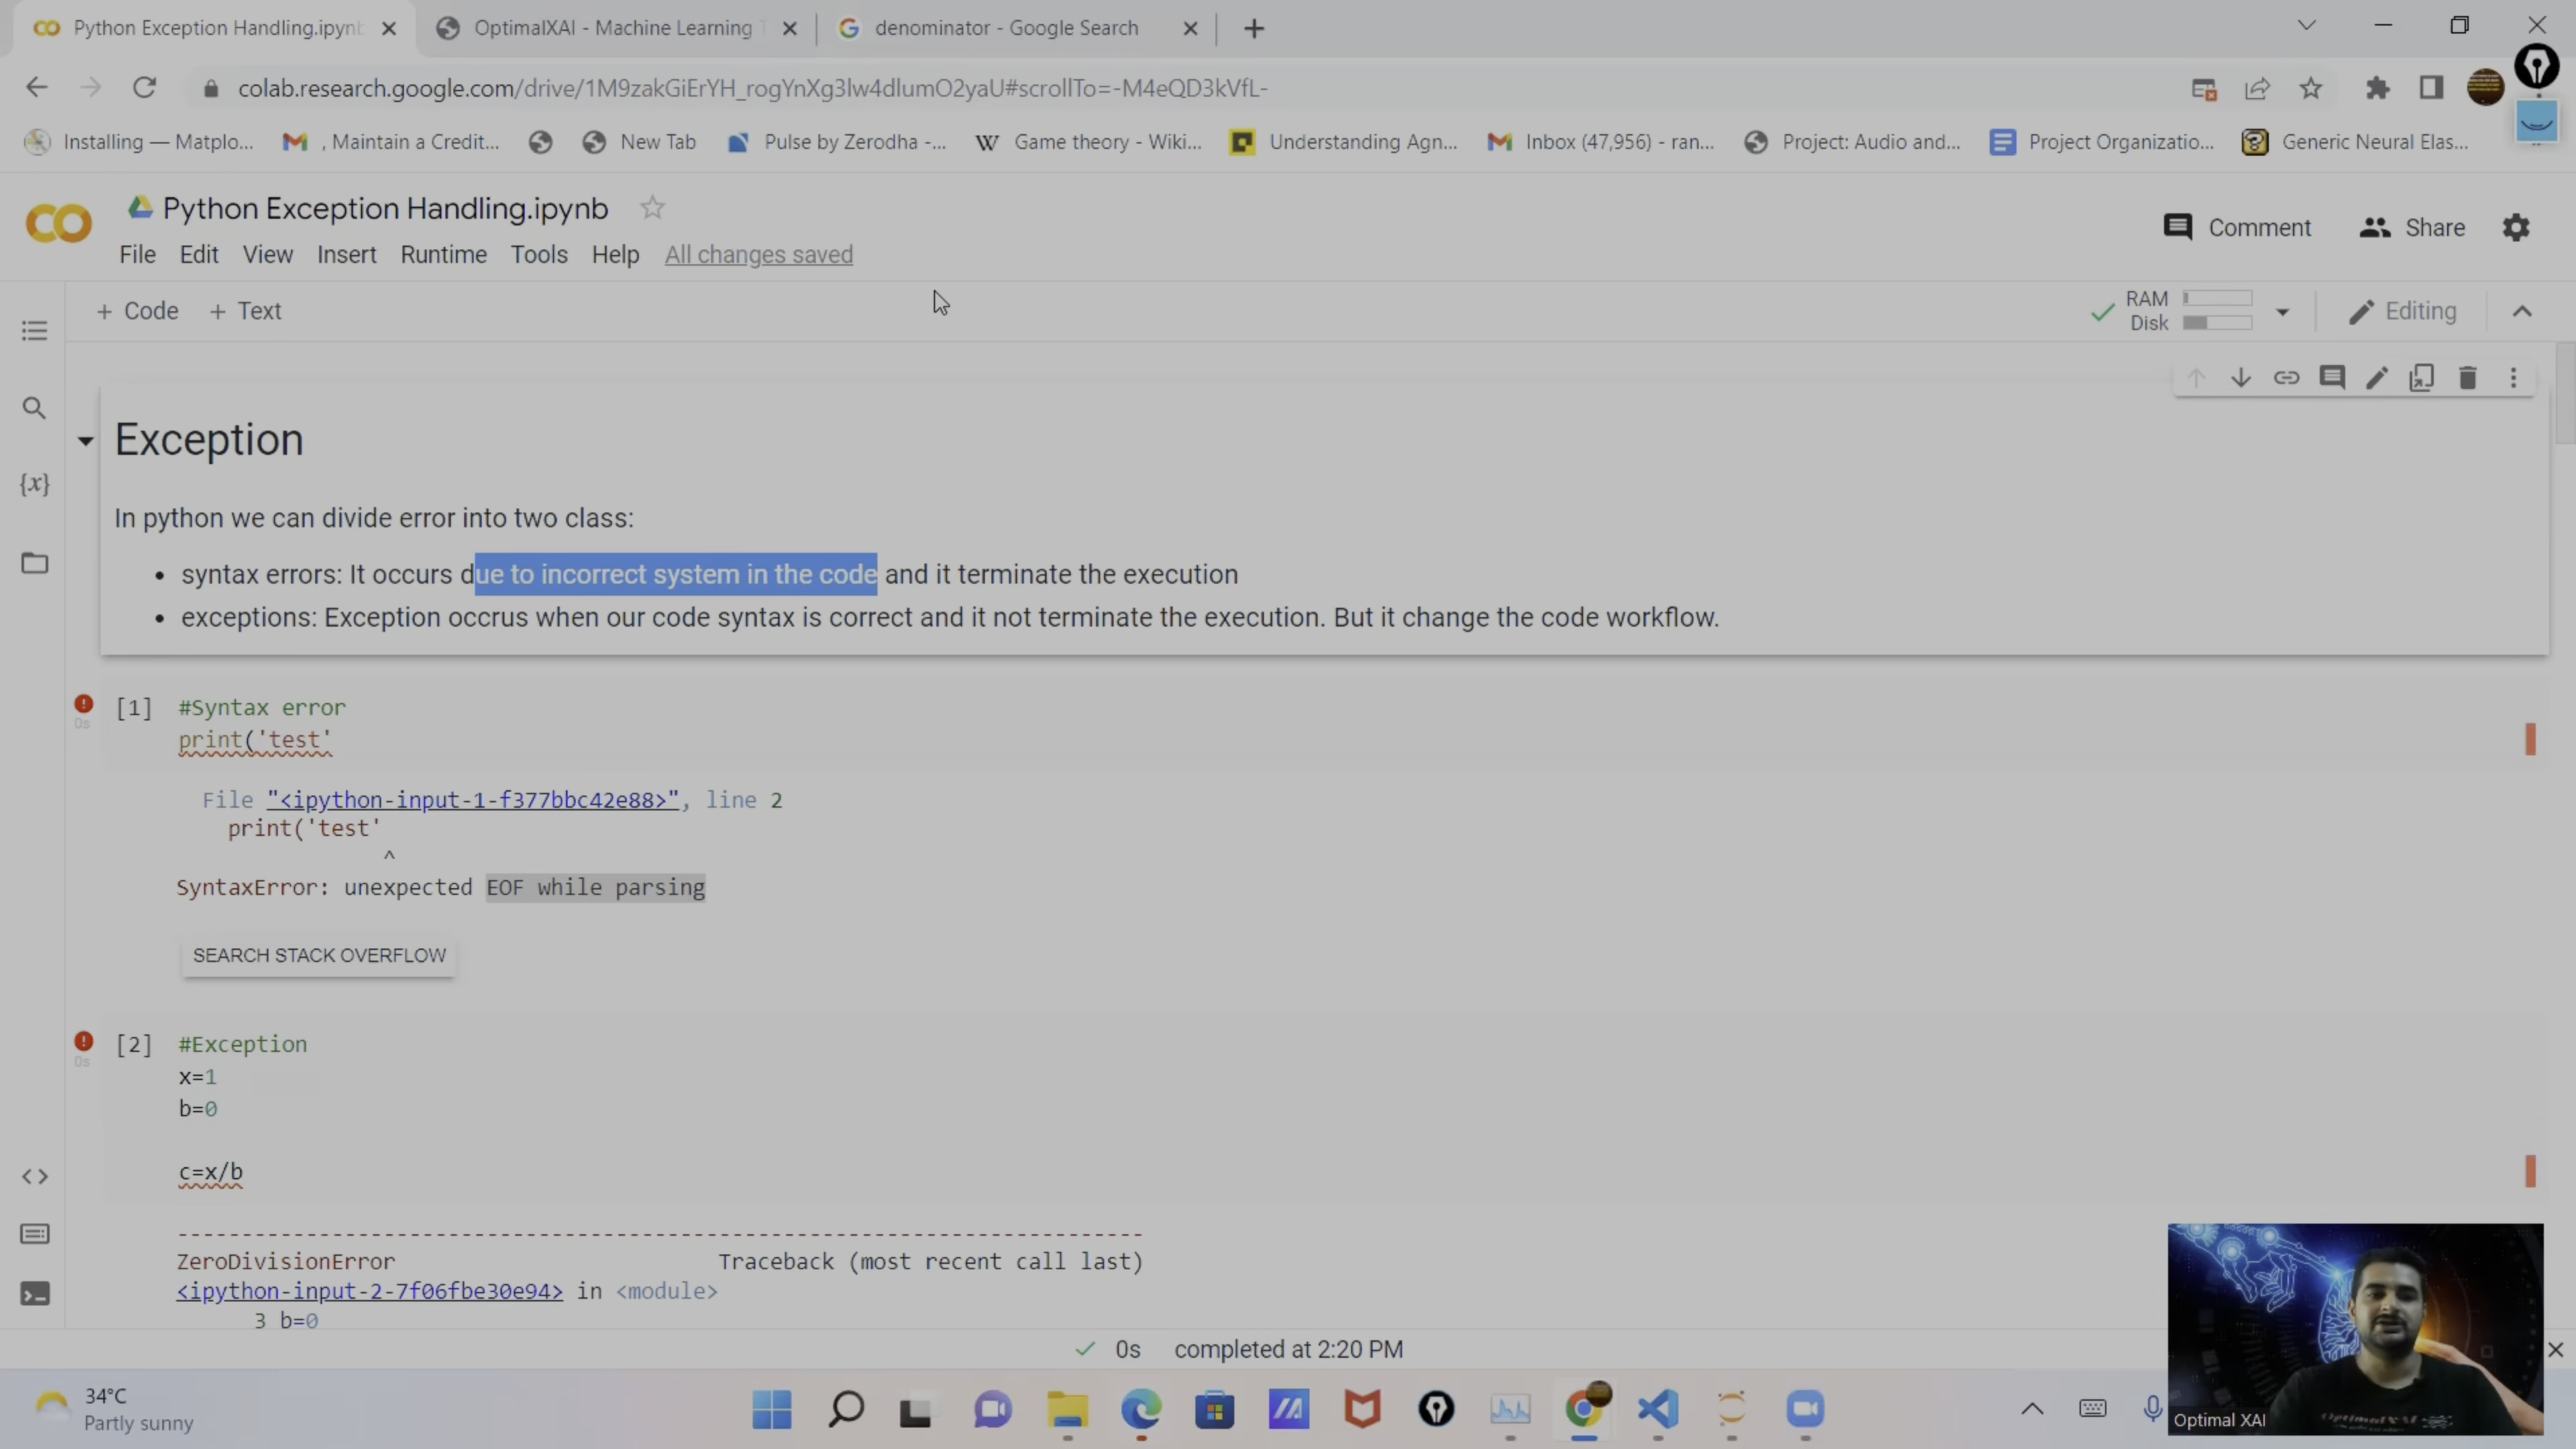 Python Exception Handling.ipynb
OptimalXAI - Machine Learning
denominator - Google Search
colab.research.google.com/drive/1M9zakGiErYH_rogYnXg3lw4dlumO2yaU#scrollTo=-M4eQD3kVfL-
Installing — Matplo...
, Maintain a Credit...
New Tab
Pulse by Zerodha -...
Game theory - Wiki...
Understanding Agn...
Inbox (47,956) - ran...
Project: Audio and...
Project Organizatio...
Generic Neural Elas...
Python Exception Handling.ipynb
Comment
Share
File Edit View Insert Runtime Tools Help All changes saved
+ Code + Text
RAM
Disk
Editing
Exception
In python we can divide error into two class:
• syntax errors: It occurs due to incorrect system in the code and it terminate the execution
• exceptions: Exception occrus when our code syntax is correct and it not terminate the execution. But it change the code workflow.
0s
[1] #Syntax error
print('test'
File "<ipython-input-1-f377bbc42e88>", line 2
print('test'
^
SyntaxError: unexpected EOF while parsing
SEARCH STACK OVERFLOW
0s
[2] #Exception
x=1
b=0
c=x/b
---------------------------------------------------------------------------
ZeroDivisionError Traceback (most recent call last)
<ipython-input-2-7f06fbe30e94> in <module>
3 b=0
0s completed at 2:20 PM
34°C
Partly sunny
Optimal XAI